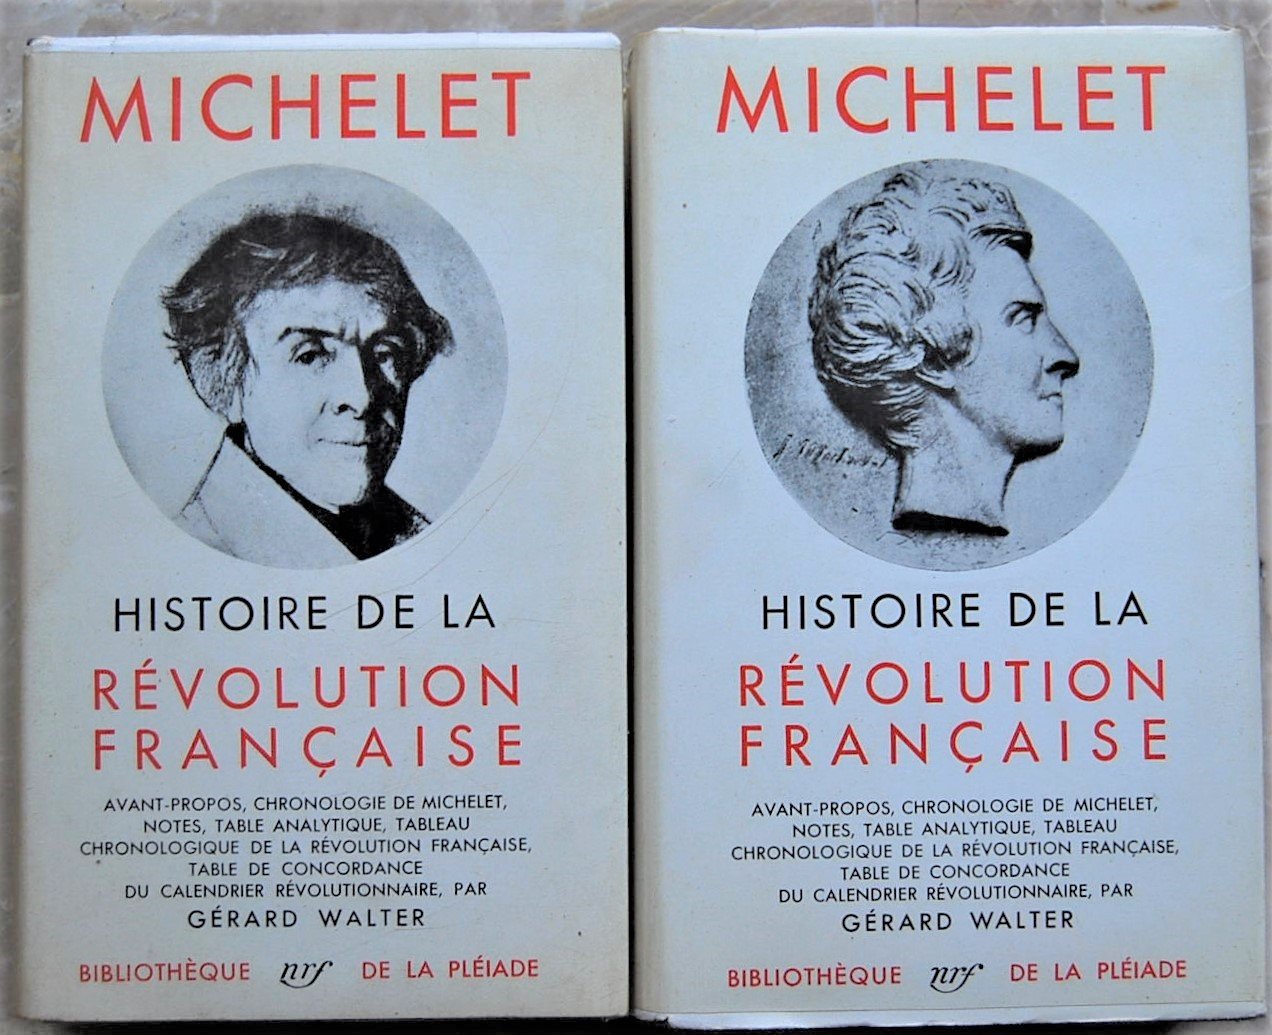 MICHELET
HISTOIRE DE LA
RÉVOLUTION
FRANÇAISE
AVANT-PROPOS, CHRONOLOGIE DE MICHELET,
NOTES, TABLE ANALYTIQUE, TABLEAU
CHRONOLOGIQUE DE LA RÉVOLUTION FRANÇAISE,
TABLE DE CONCORDANCE
DU CALENDRIER RÉVOLUTIONNAIRE, PAR
GÉRARD WALTER
BIBLIOTHÈQUE nrf DE LA PLÉIADE
MICHELET
HISTOIRE DE LA
RÉVOLUTION
FRANÇAISE
AVANT-PROPOS, CHRONOLOGIE DE MICHELET,
NOTES, TABLE ANALYTIQUE, TABLEAU
CHRONOLOGIQUE DE LA RÉVOLUTION FRANÇAISE,
TABLE DE CONCORDANCE
DU CALENDRIER RÉVOLUTIONNAIRE, PAR
GÉRARD WALTER
BIBLIOTHÈQUE nrf DE LA PLÉIADE